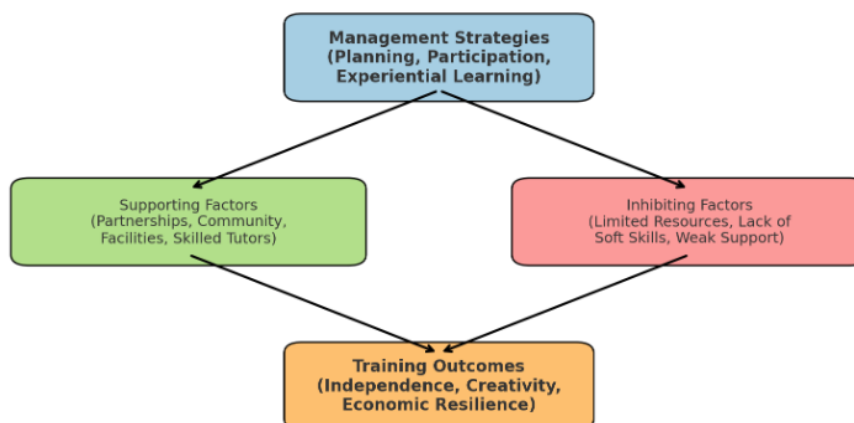 Management Strategies
(Planning, Participation,
Experiential Learning)
Supporting Factors
(Partnerships, Community,
Facilities, Skilled Tutors)
Inhibiting Factors
(Limited Resources, Lack of
Soft Skills, Weak Support)
Training Outcomes
(Independence, Creativity,
Economic Resilience)